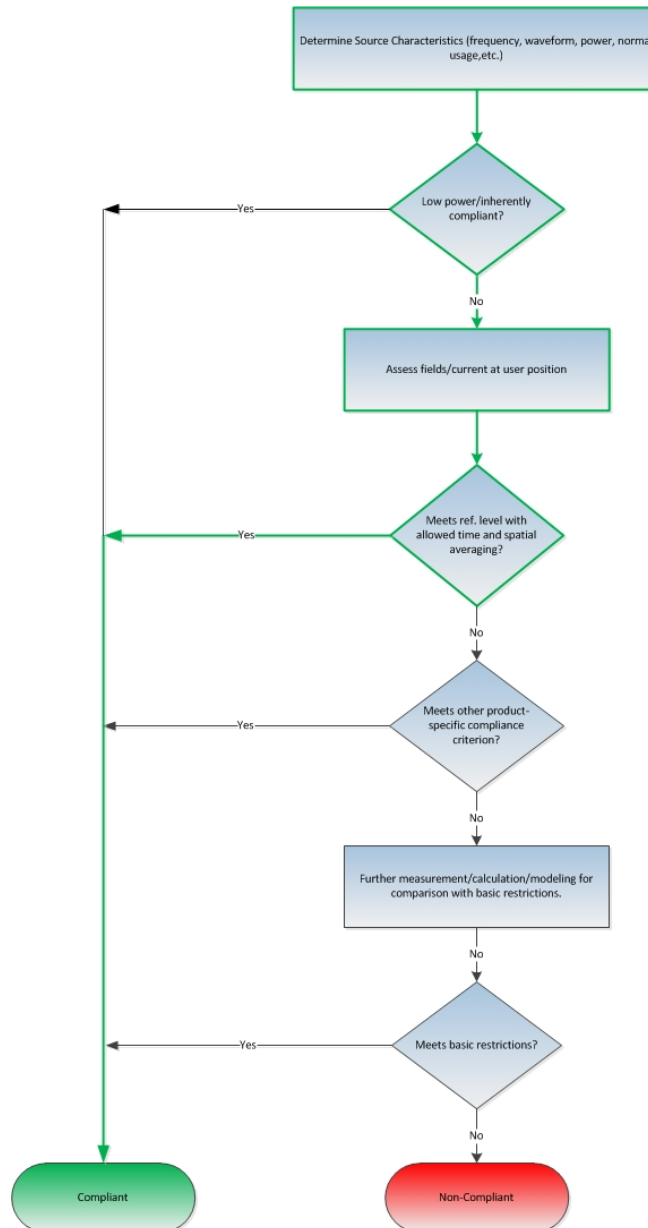 Determine Source Characteristics (frequency, waveform, power, norma
usage,etc.)
Low power/inherently
compliant?
Yes
No
Assess fields/current at user position
Meets ref. level with
allowed time and spatial
averaging?
Yes
No
Meets other product-
specific compliance
criterion?
Yes
No
Further measurement/calculation/modeling for
comparison with basic restrictions.
No
Meets basic restrictions?
Yes
No
Compliant
Non-Compliant